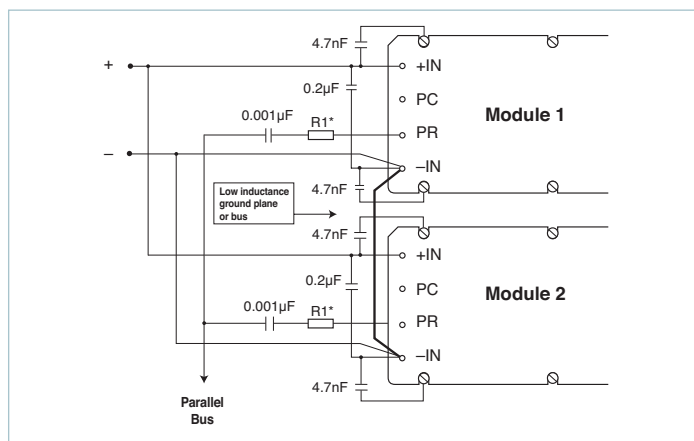 4.7nF
+
+IN
0.2µF
PC
Module 1
0.001µF
R1*
PR
–
–IN
4.7nF
Low inductance
ground plane
or bus
4.7nF
+IN
0.2µF
PC
Module 2
0.001µF
R1*
PR
–IN
4.7nF
Parallel
Bus